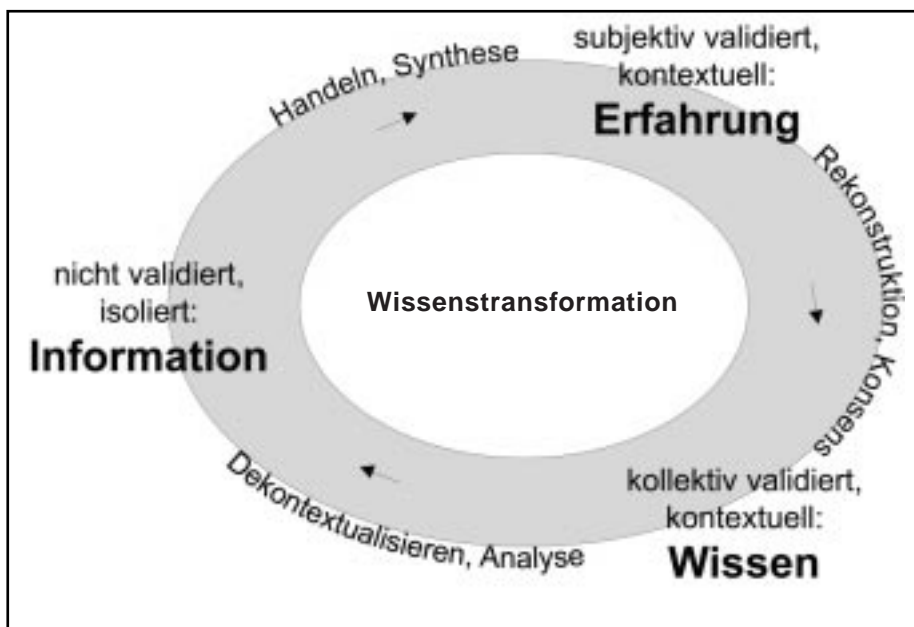 Handeln, Synthese
subjektiv validiert,
kontextuell:
Erfahrung
Rekonstruktion, Konsens
nicht validiert,
isoliert:
Information
Wissenstransformation
Dekontextualisieren, Analyse
kollektiv validiert,
kontextuell:
Wissen